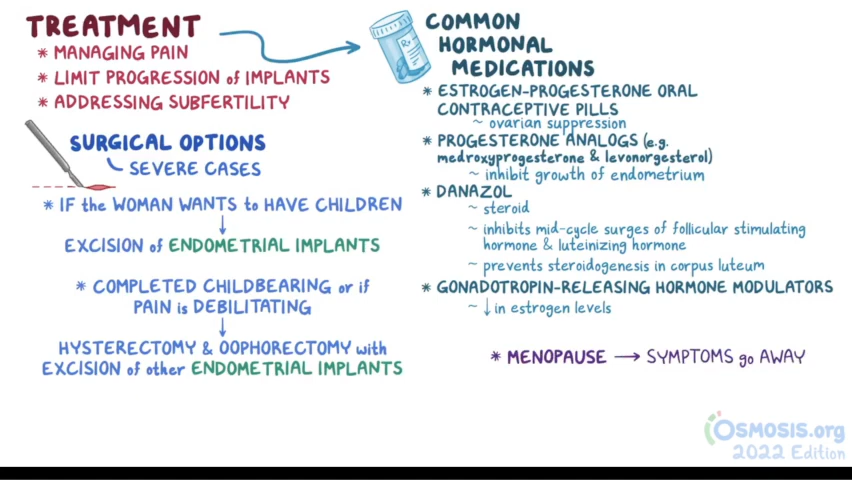 TREATMENT
* MANAGING PAIN
* LIMIT PROGRESSION of IMPLANTS
* ADDRESSING SUBFERTILITY
SURGICAL OPTIONS
SEVERE CASES
* IF the WOMAN WANTS to HAVE CHILDREN
↓
EXCISION of ENDOMETRIAL IMPLANTS
* COMPLETED CHILDBEARING or if
PAIN is DEBILITATING
↓
HYSTERECTOMY & OOPHORECTOMY with
EXCISION of other ENDOMETRIAL IMPLANTS
Rx
COMMON
HORMONAL
MEDICATIONS
* ESTROGEN-PROGESTERONE ORAL
CONTRACEPTIVE PILLS
~ ovarian suppression
* PROGESTERONE ANALOGS (e.g.
medroxyprogesterone & levonorgesterol)
~ inhibit growth of endometrium
* DANAZOL
~ steroid
~ inhibits mid-cycle surges of follicular stimulating
hormone & luteinizing hormone
~ prevents steroidogenesis in corpus luteum
* GONADOTROPIN-RELEASING HORMONE MODULATORS
~ ↓ in estrogen levels
* MENOPAUSE → SYMPTOMS go AWAY
OSMOSIS.org
2022 Edition